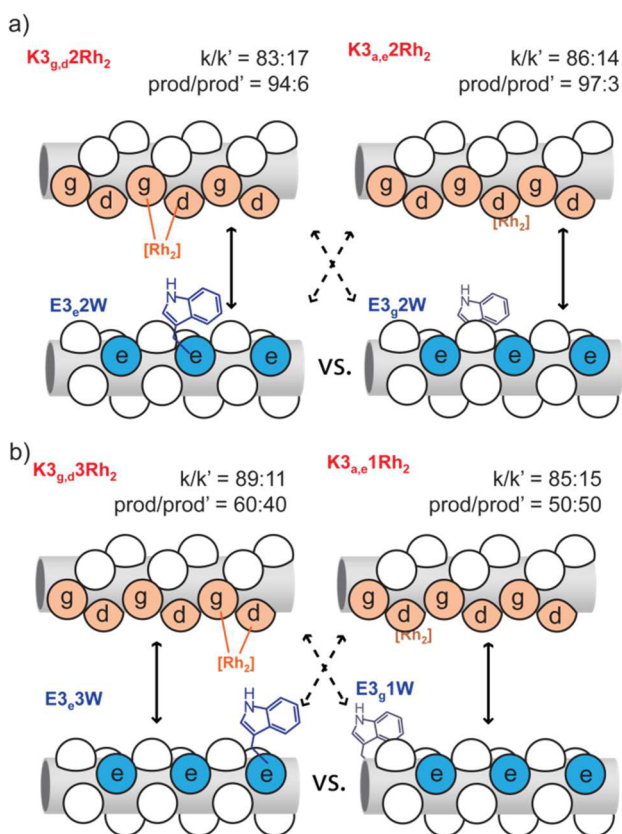 a)
K3g,d2Rh2
k/k' = 83:17
prod/prod' = 94:6
K3a,e2Rh2
k/k' = 86:14
prod/prod' = 97:3
g d g d g d
[Rh2]
g d g d g d
[Rh2]
E3e2W
H
N
e e e
vs.
E3g2W
H
N
e e e
b)
K3g,d3Rh2
k/k' = 89:11
prod/prod' = 60:40
K3a,e1Rh2
k/k' = 85:15
prod/prod' = 50:50
g d g d g d
[Rh2]
g d g d g d
[Rh2]
E3e3W
H
N
e e e
vs.
E3g1W
H
N
e e e